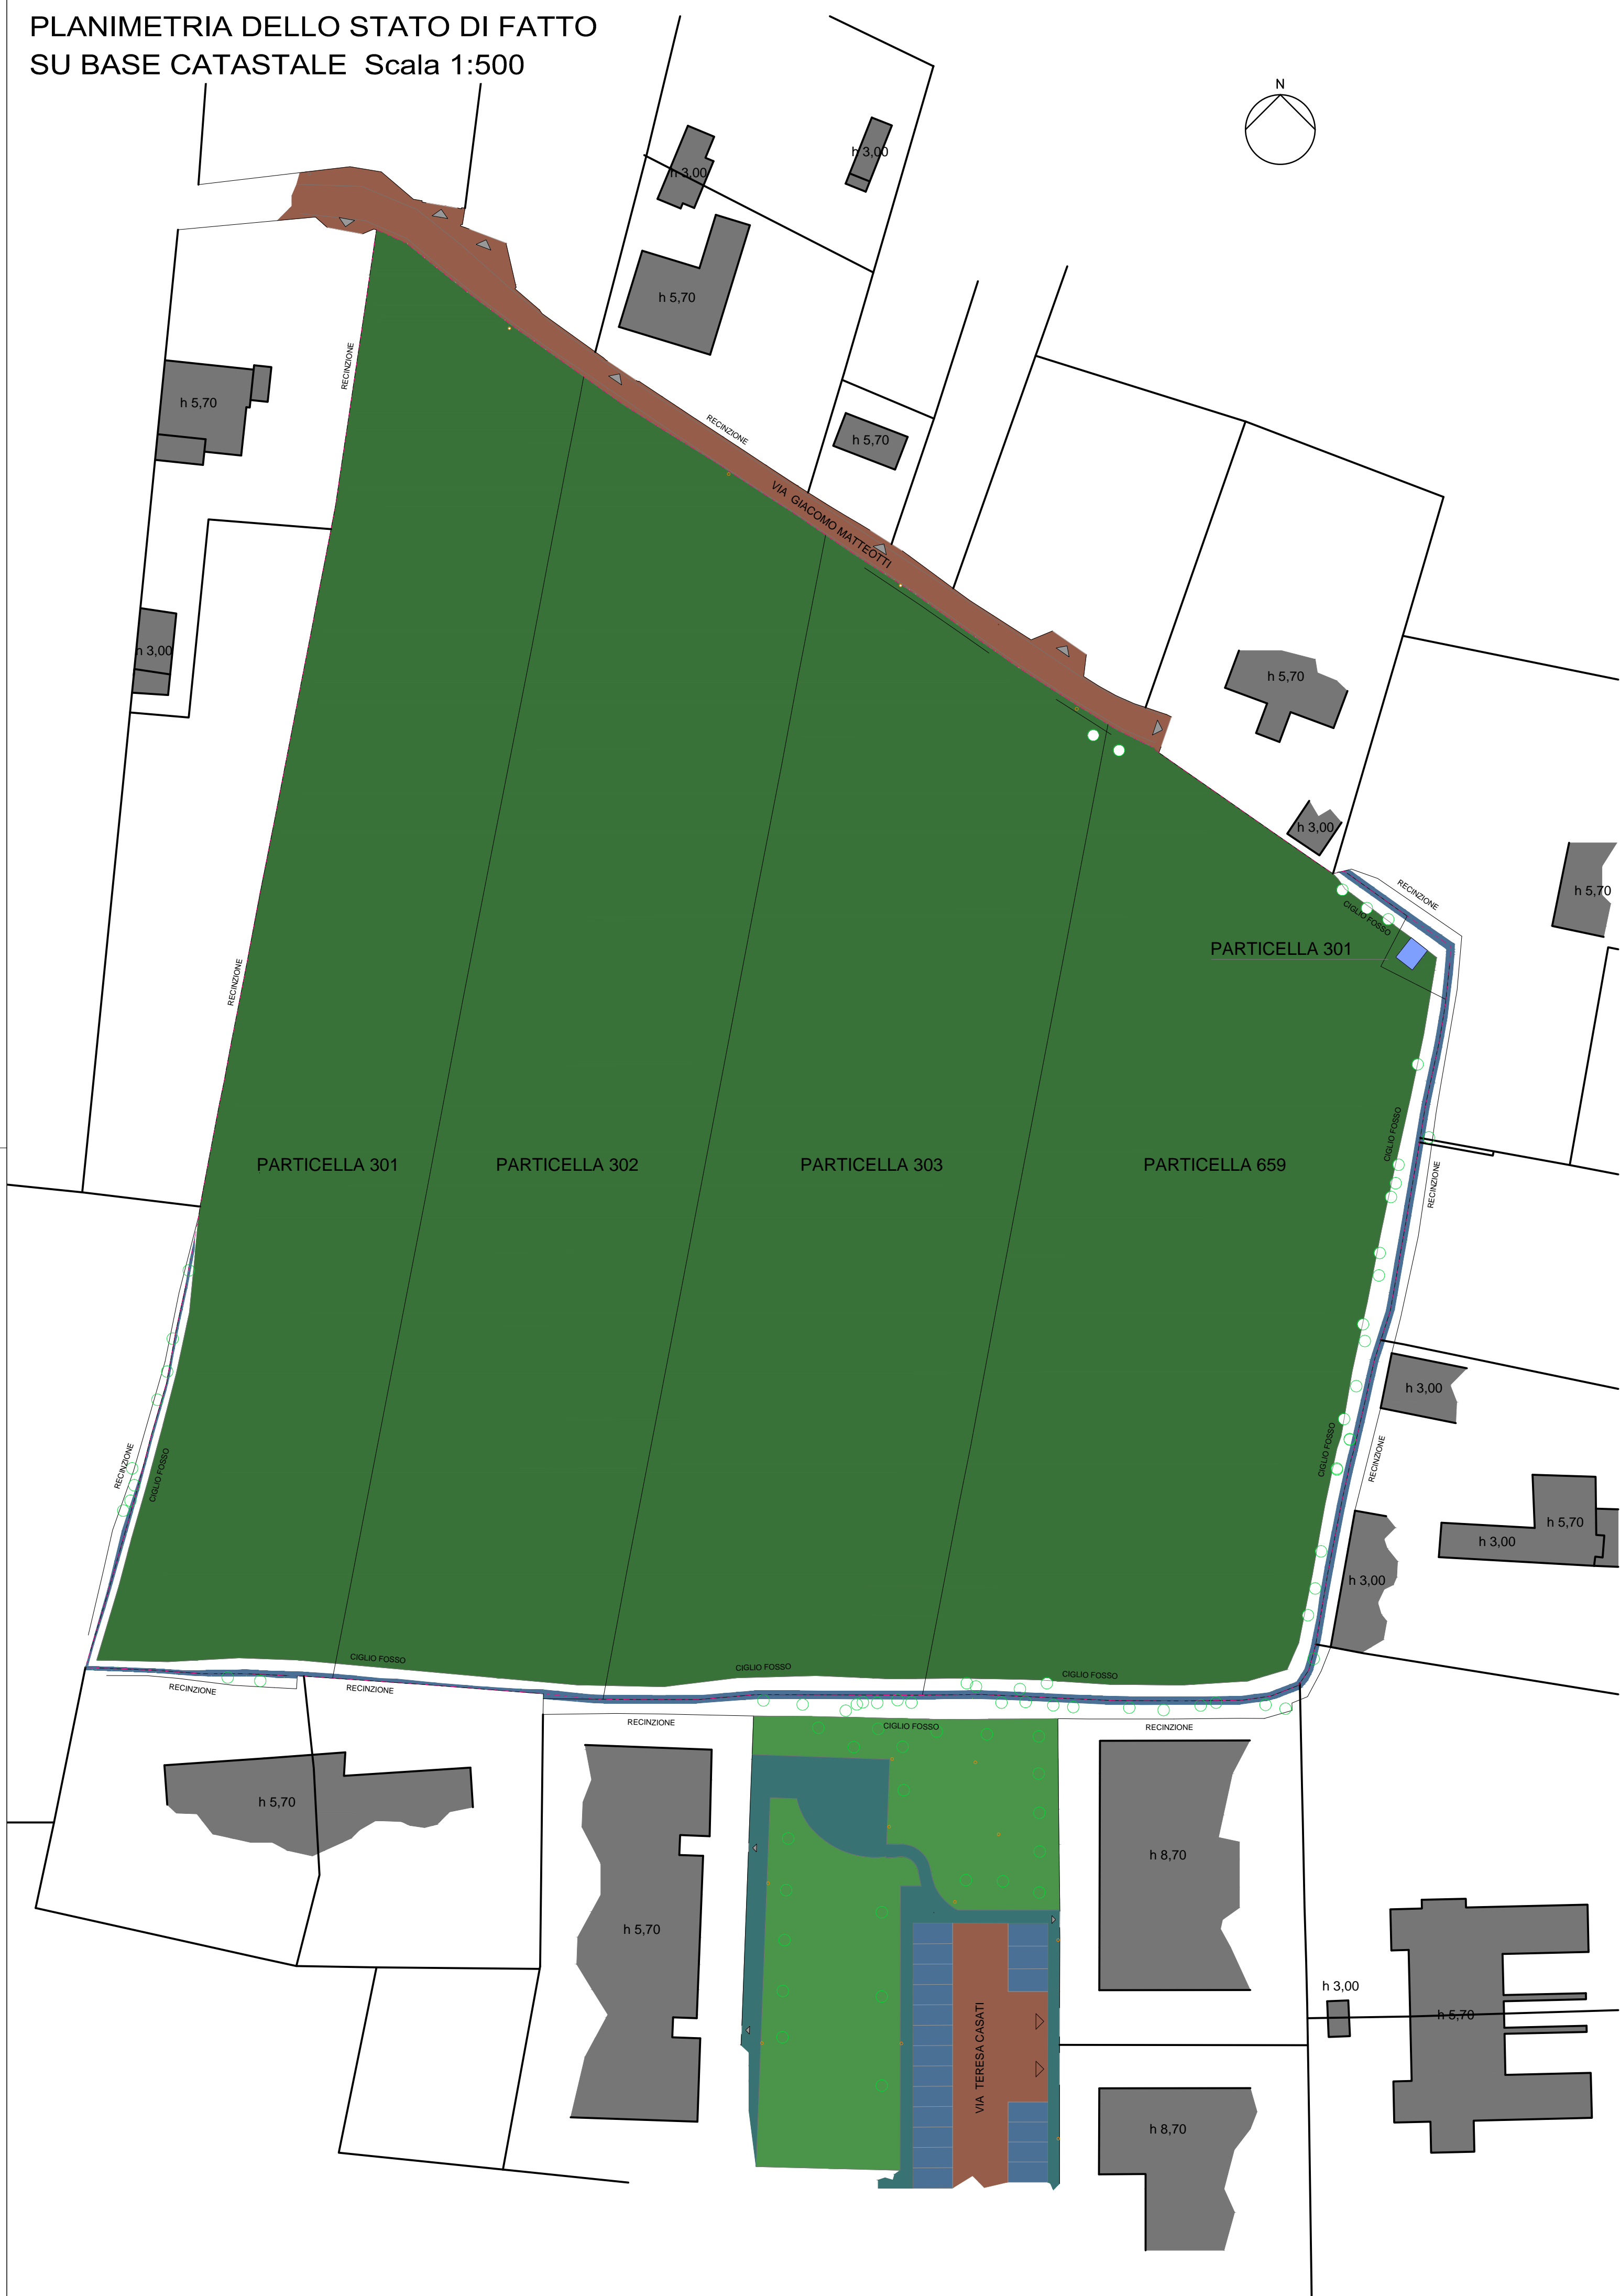 PLANIMETRIA DELLO STATO DI FATTO
SU BASE CATASTALE Scala 1:500
N
h 3,00
h 3,00
h 5,70
RECINZIONE
h 5,70
RECINZIONE
h 5,70
VIA GIACOMO MATTEOTTI
h 3,00
h 5,70
h 3,00
RECINZIONE
h 5,70
CIGLIO FOSSO
PARTICELLA 301
RECINZIONE
CIGLIO FOSSO
PARTICELLA 301
PARTICELLA 302
PARTICELLA 303
PARTICELLA 659
RECINZIONE
h 3,00
RECINZIONE
CIGLIO FOSSO
CIGLIO FOSSO
RECINZIONE
h 5,70
h 3,00
h 3,00
CIGLIO FOSSO
CIGLIO FOSSO
CIGLIO FOSSO
RECINZIONE
RECINZIONE
RECINZIONE
CIGLIO FOSSO
RECINZIONE
h 5,70
h 8,70
h 5,70
h 3,00
h 5,70
VIA TERESA CASATI
h 8,70